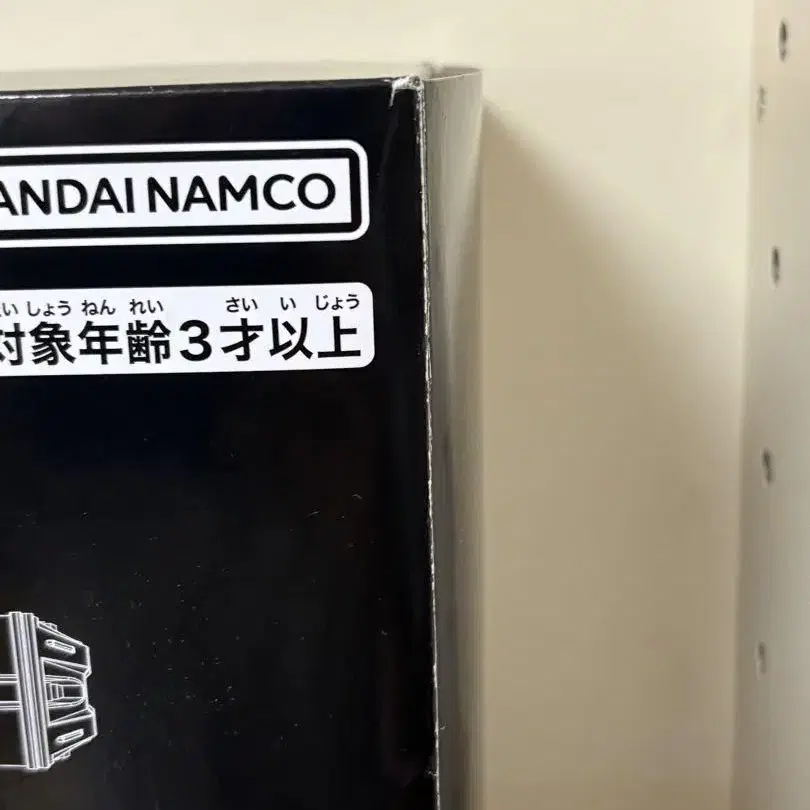 ANDAI NAMCO
い しょう ねん れい さい い じょう
対象年齢3才以上